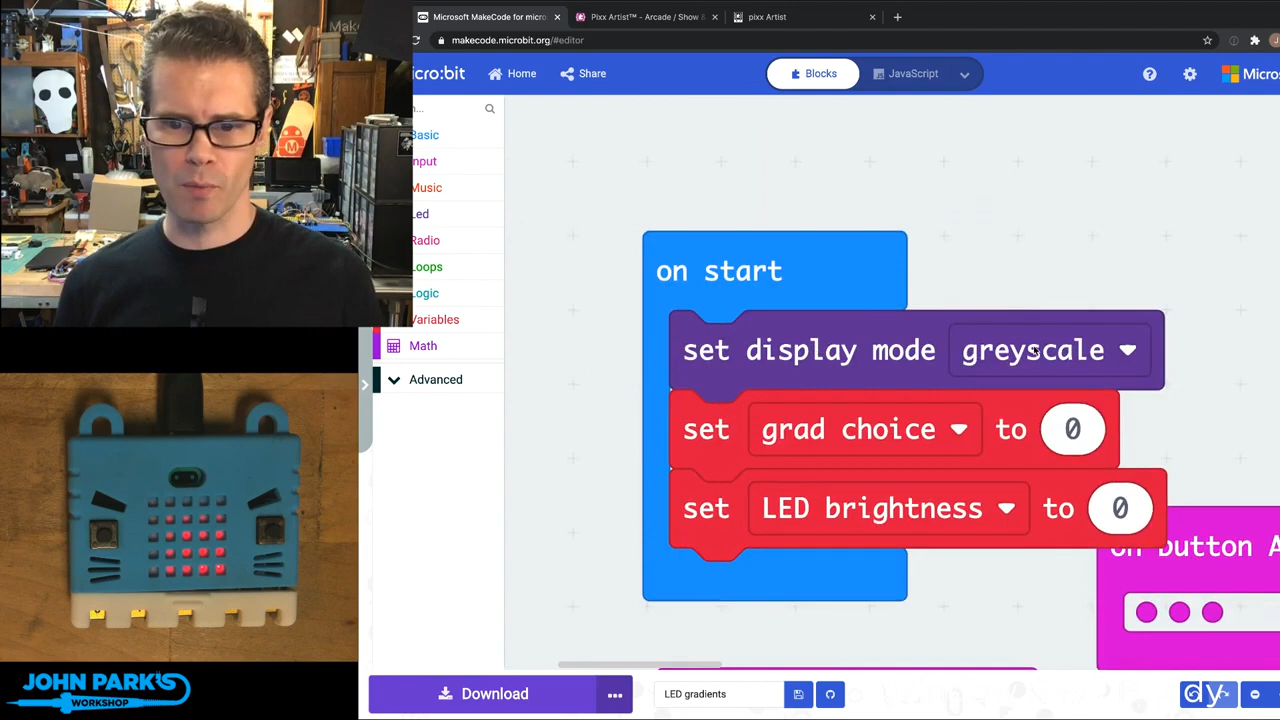 Microsoft MakeCode for micro
Pixx Artist™ - Arcade / Show &
pixx Artist
makecode.microbit.org/#editor
cro:bit
Home
Share
Blocks
JavaScript
Micros
Basic
Input
Music
Led
Radio
Loops
Logic
Variables
Math
Advanced
on start
set display mode greyscale
set grad choice to 0
set LED brightness to 0
on button A
JOHN PARK'S
WORKSHOP
Download
LED gradients